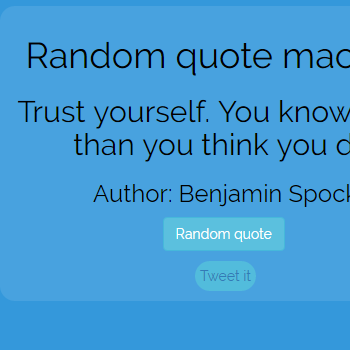 Random quote mac
Trust yourself. You know
than you think you d
Author: Benjamin Spock
Random quote
Tweet it